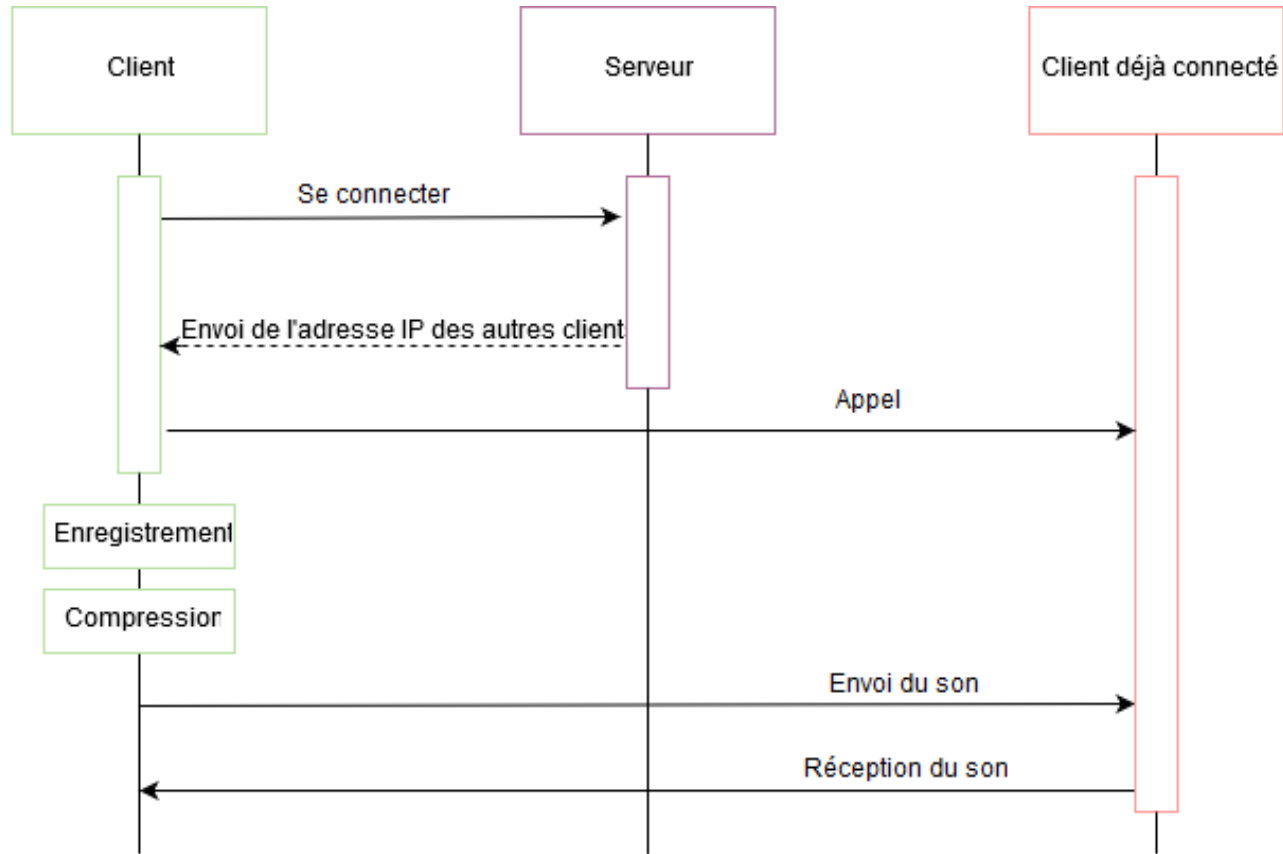 Client
Serveur
Client déjà connecté
Se connecter
Envoi de l'adresse IP des autres client
Appel
Enregistrement
Compression
Envoi du son
Réception du son